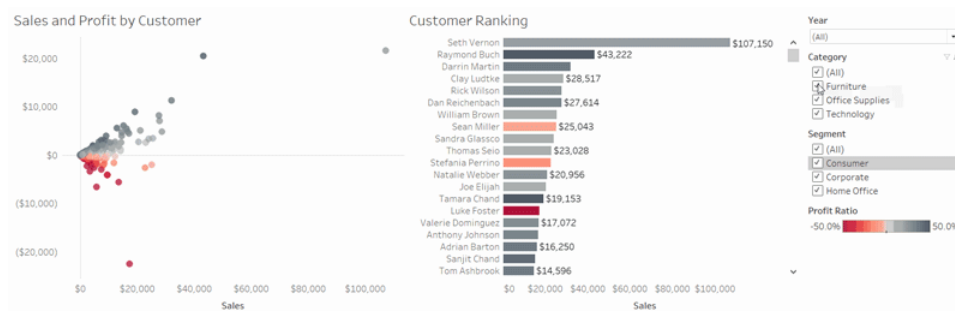 Sales and Profit by Customer
$20,000
$10,000
$0
($10,000)
($20,000)
$0 $20,000 $40,000 $60,000 $80,000 $100,000
Sales
Customer Ranking
Seth Vernon $107,150
Raymond Buch $43,222
Darrin Martin
Clay Ludtke $28,517
Rick Wilson
Dan Reichenbach $27,614
William Brown
Sean Miller $25,043
Sandra Glassco
Thomas Seio $23,028
Stefania Perrino
Natalie Webber $20,956
Joe Elijah
Tamara Chand $19,153
Luke Foster
Valerie Dominguez $17,072
Anthony Johnson
Adrian Barton $16,250
Sanjit Chand
Tom Ashbrook $14,596
$0 $20,000 $40,000 $60,000 $80,000 $100,000
Sales
Year
(All)
Category
(All)
Furniture
Office Supplies
Technology
Segment
(All)
Consumer
Corporate
Home Office
Profit Ratio
-50.0% 50.0%